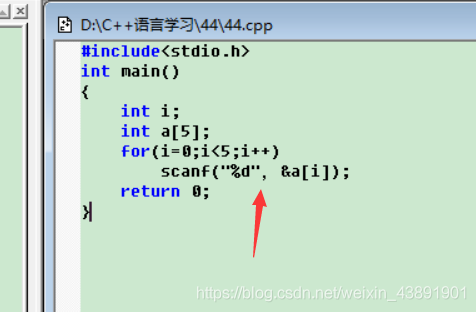 D:\C++语言学习\44\44.cpp
#include<stdio.h>
int main()
{
    int i;
    int a[5];
    for(i=0;i<5;i++)
        scanf("%d", &a[i]);
    return 0;
}
https://blog.csdn.net/weixin_43891901